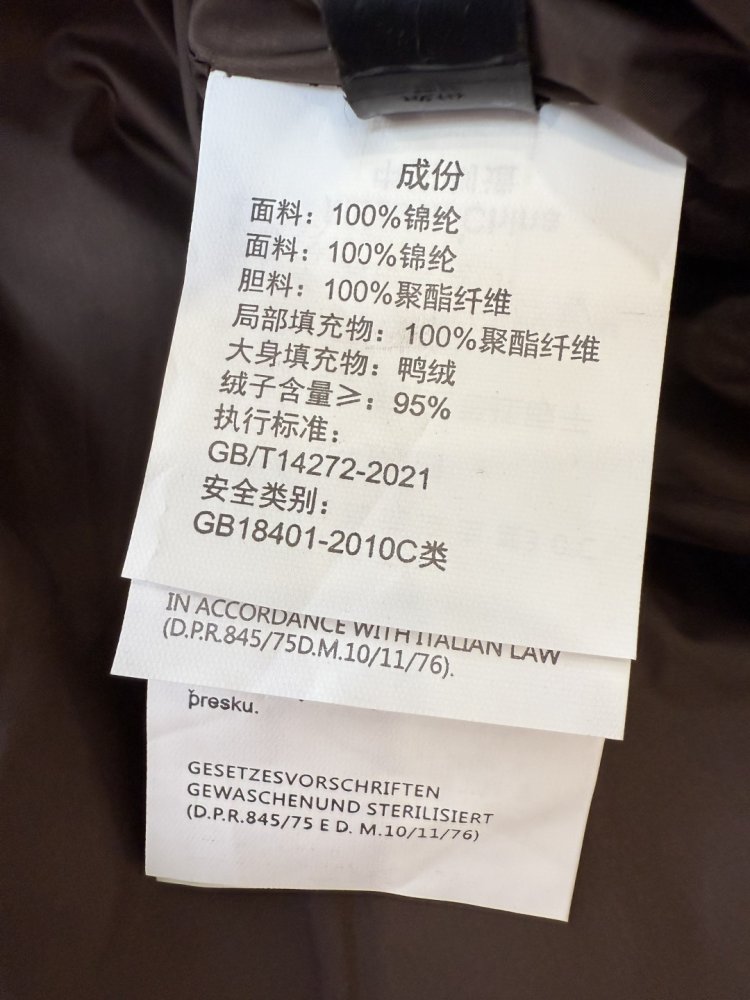 成份
面料：100%锦纶
面料：100%锦纶
胆料：100%聚酯纤维
局部填充物：100%聚酯纤维
大身填充物：鸭绒
绒子含量≥：95%
执行标准：
GB/T14272-2021
安全类别：
GB18401-2010C类
IN ACCORDANCE WITH ITALIAN LAW
(D.P.R.845/75D.M.10/11/76).
presku.
GESETZESVORSCHRIFTEN
GEWASCHENUND STERILISIERT
(D.P.R.845/75 E D. M.10/11/76)